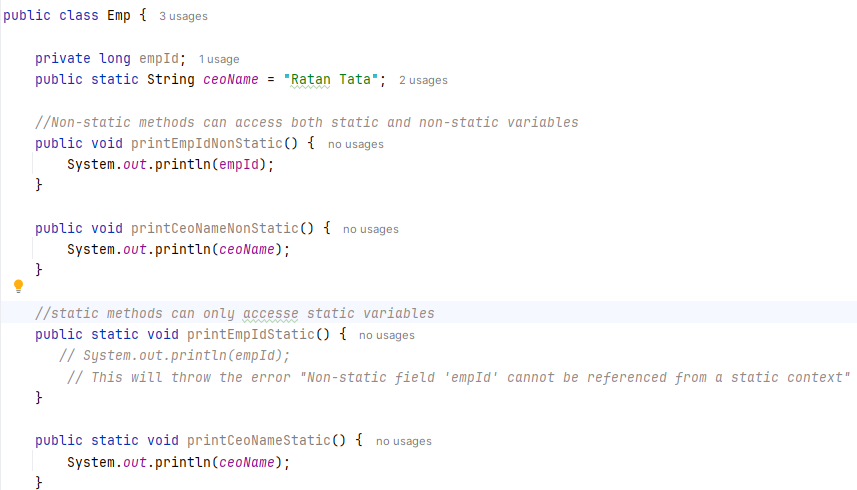 public class Emp {  3 usages
private long empId;  1 usage
public static String ceoName = "Ratan Tata";  2 usages
//Non-static methods can access both static and non-static variables
public void printEmpIdNonStatic() {  no usages
System.out.println(empId);
}
public void printCeoNameNonStatic() {  no usages
System.out.println(ceoName);
}
//static methods can only accesse static variables
public static void printEmpIdStatic() {  no usages
// System.out.println(empId);
// This will throw the error "Non-static field 'empId' cannot be referenced from a static context"
}
public static void printCeoNameStatic() {  no usages
System.out.println(ceoName);
}